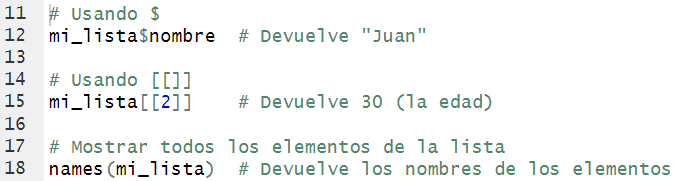 11 # Usando $
12 mi_lista$nombre  # Devuelve "Juan"
13
14 # Usando [[]]
15 mi_lista[[2]]    # Devuelve 30 (la edad)
16
17 # Mostrar todos los elementos de la lista
18 names(mi_lista)  # Devuelve los nombres de los elementos